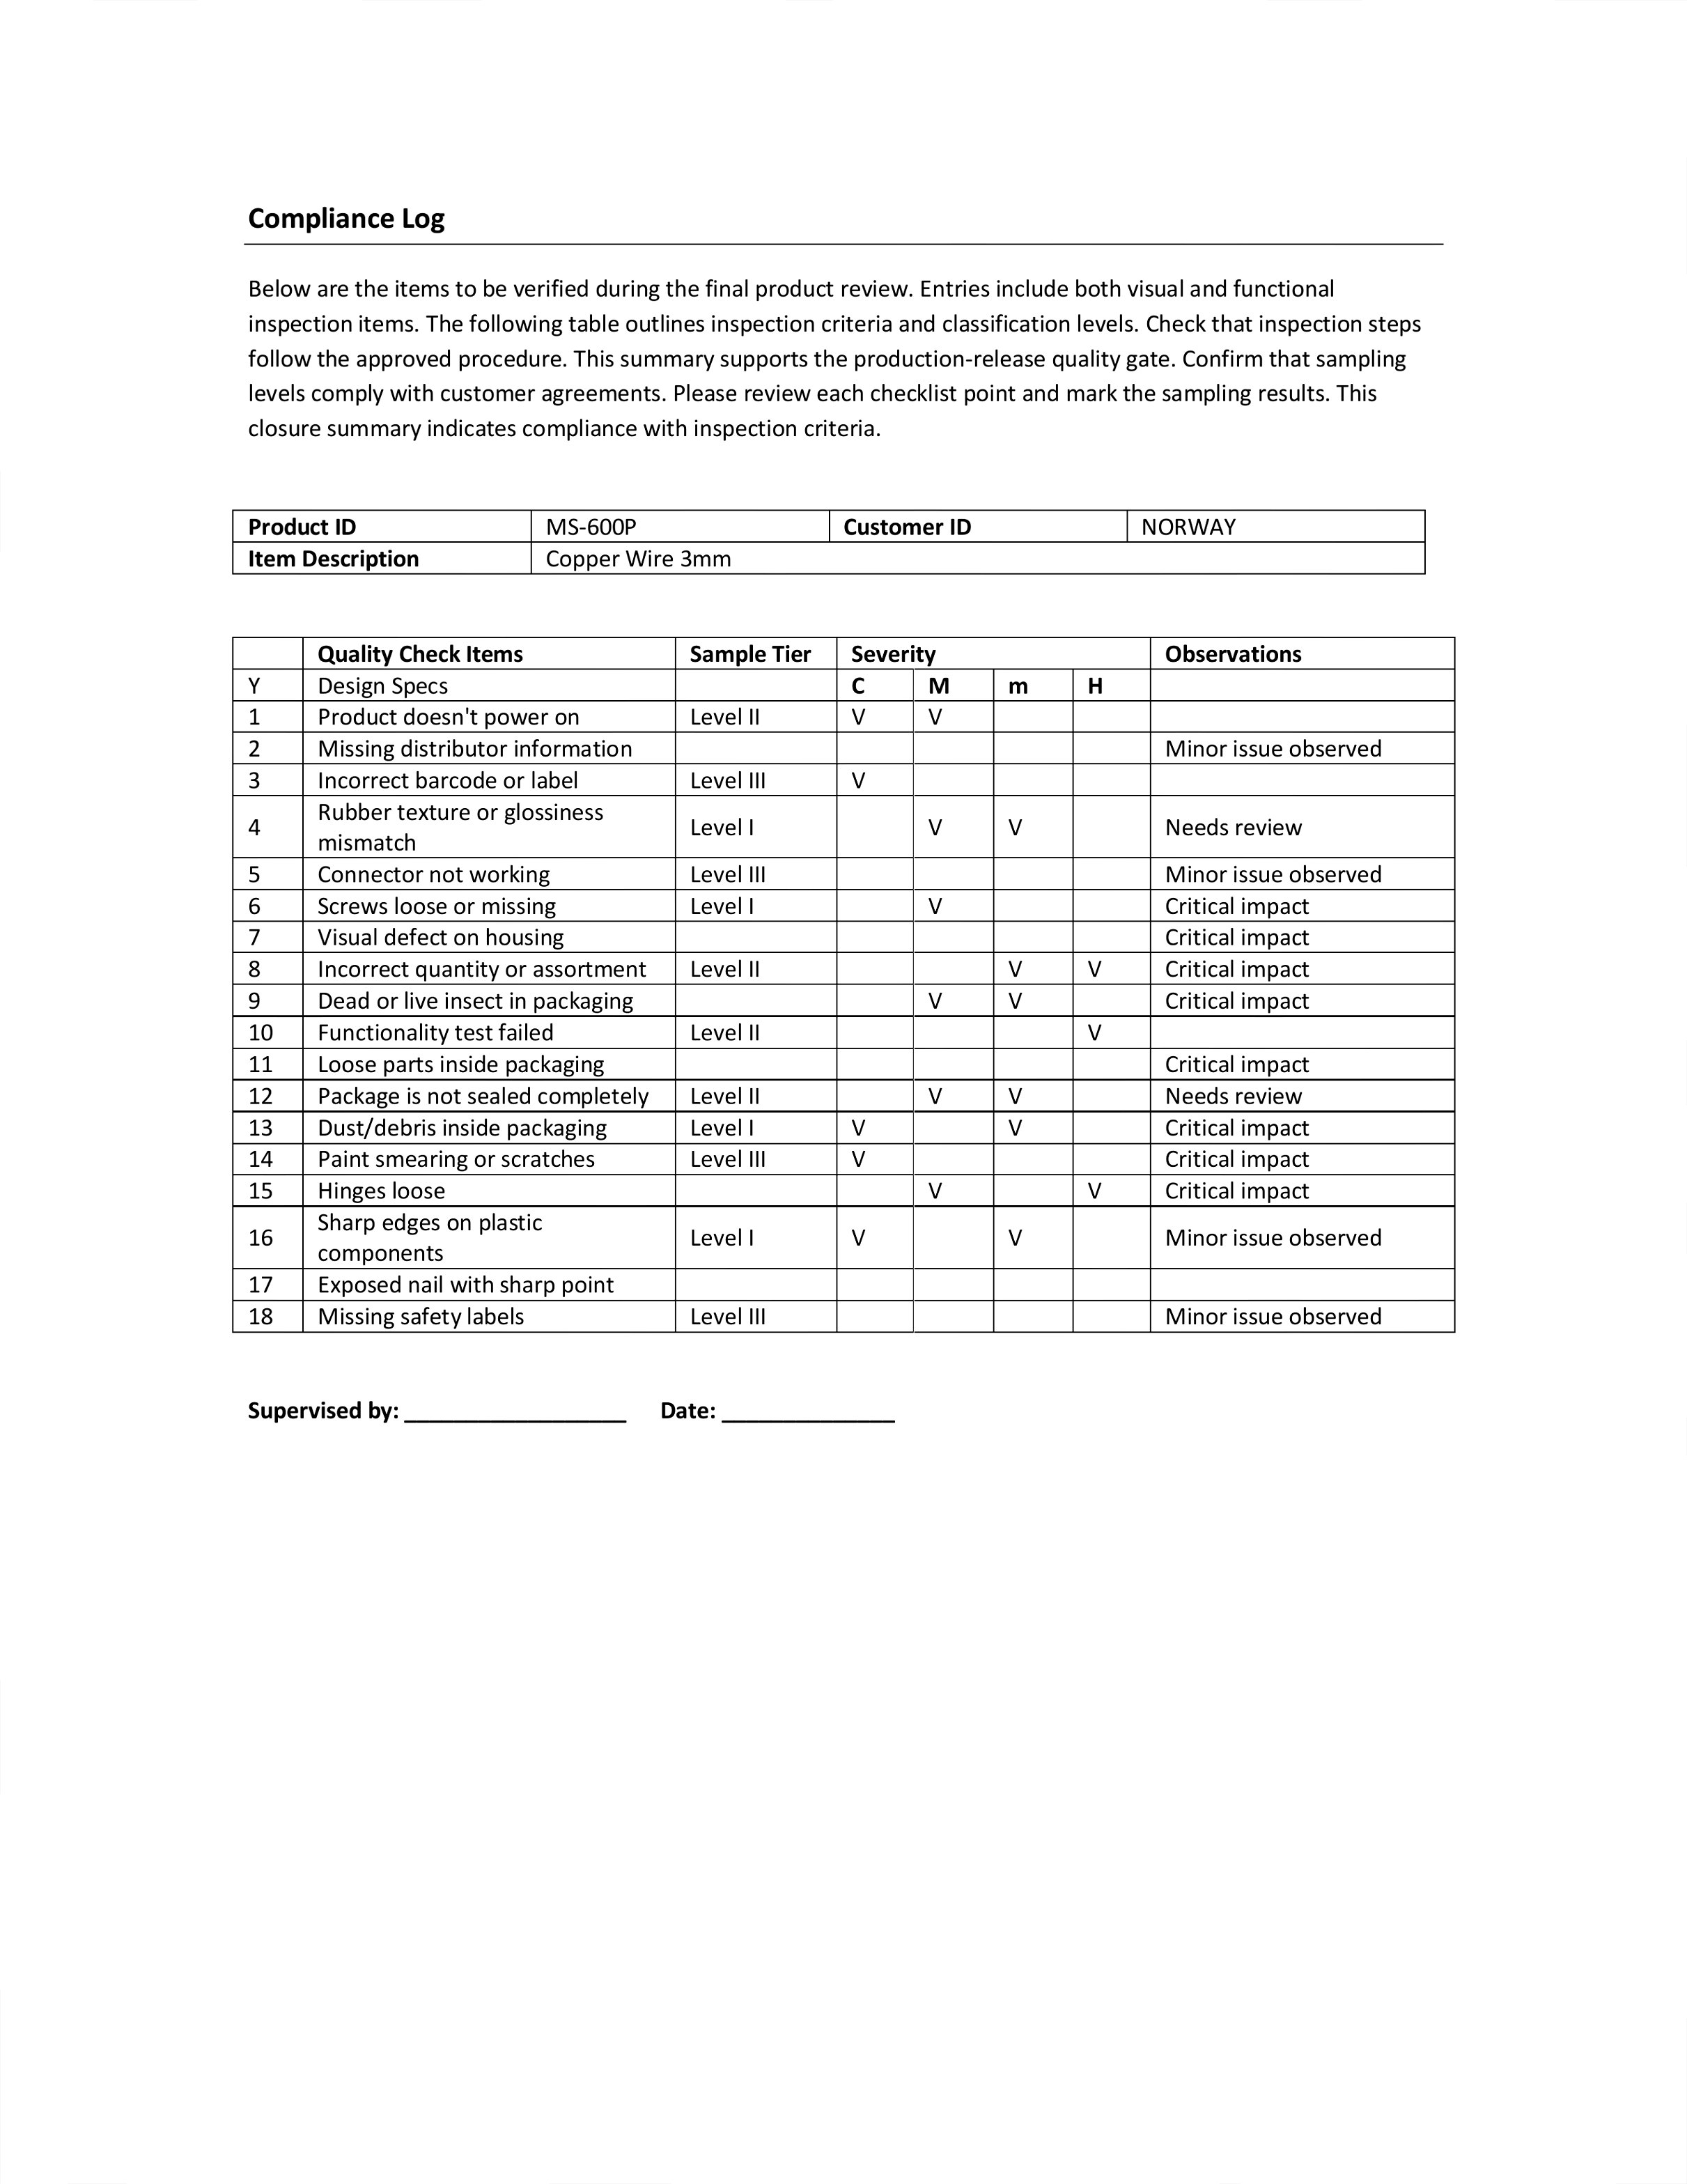 Compliance Log
Below are the items to be verified during the final product review. Entries include both visual and functional
inspection items. The following table outlines inspection criteria and classification levels. Check that inspection steps
follow the approved procedure. This summary supports the production-release quality gate. Confirm that sampling
levels comply with customer agreements. Please review each checklist point and mark the sampling results. This
closure summary indicates compliance with inspection criteria.
Product ID MS-600P Customer ID NORWAY
Item Description Copper Wire 3mm
Quality Check Items Sample Tier Severity Observations
Y Design Specs C M m H
1 Product doesn't power on Level II V V
2 Missing distributor information Minor issue observed
3 Incorrect barcode or label Level III V
4 Rubber texture or glossiness
mismatch Level I V V Needs review
5 Connector not working Level III Minor issue observed
6 Screws loose or missing Level I V Critical impact
7 Visual defect on housing Critical impact
8 Incorrect quantity or assortment Level II V V Critical impact
9 Dead or live insect in packaging V V Critical impact
10 Functionality test failed Level II V
11 Loose parts inside packaging Critical impact
12 Package is not sealed completely Level II V V Needs review
13 Dust/debris inside packaging Level I V V Critical impact
14 Paint smearing or scratches Level III V Critical impact
15 Hinges loose V V Critical impact
16 Sharp edges on plastic
components Level I V V Minor issue observed
17 Exposed nail with sharp point
18 Missing safety labels Level III Minor issue observed
Supervised by: __________________ Date: ______________